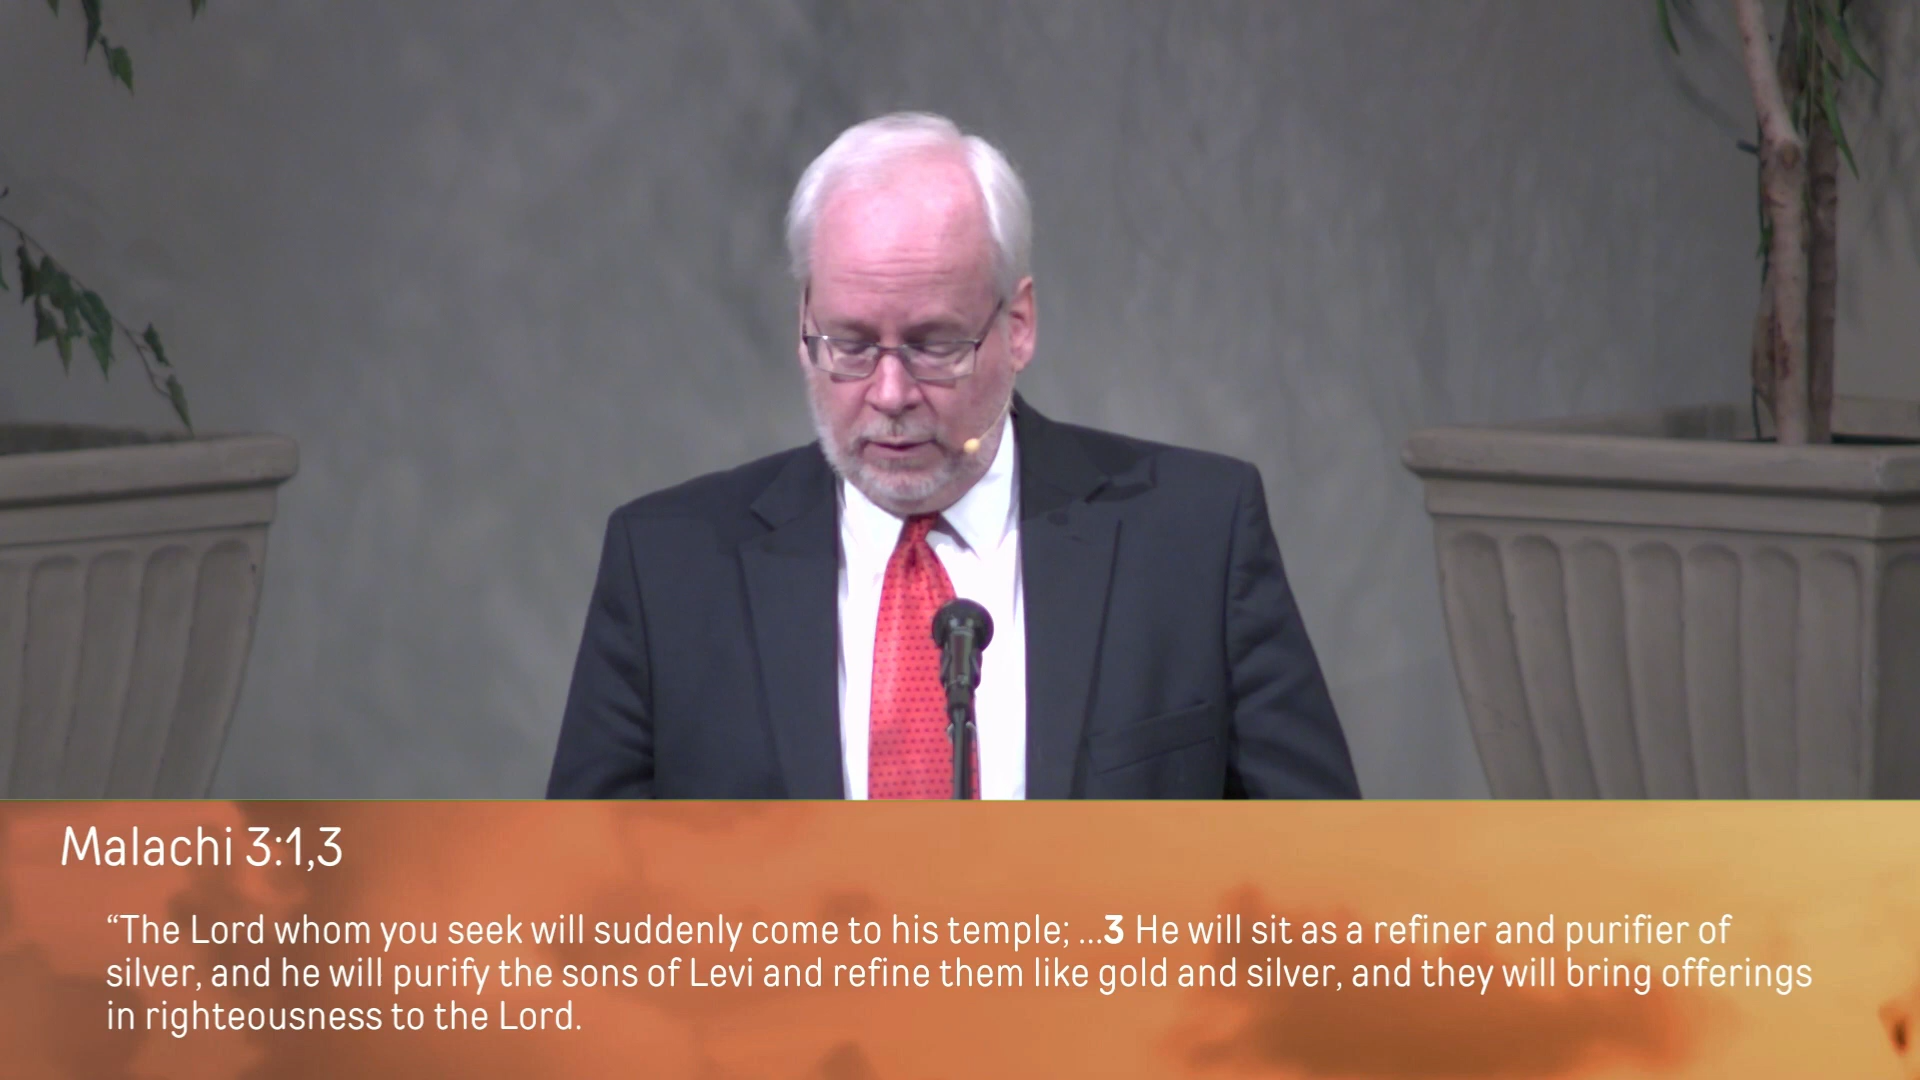 Malachi 3:1,3
“The Lord whom you seek will suddenly come to his temple; ...3 He will sit as a refiner and purifier of
silver, and he will purify the sons of Levi and refine them like gold and silver, and they will bring offerings
in righteousness to the Lord.